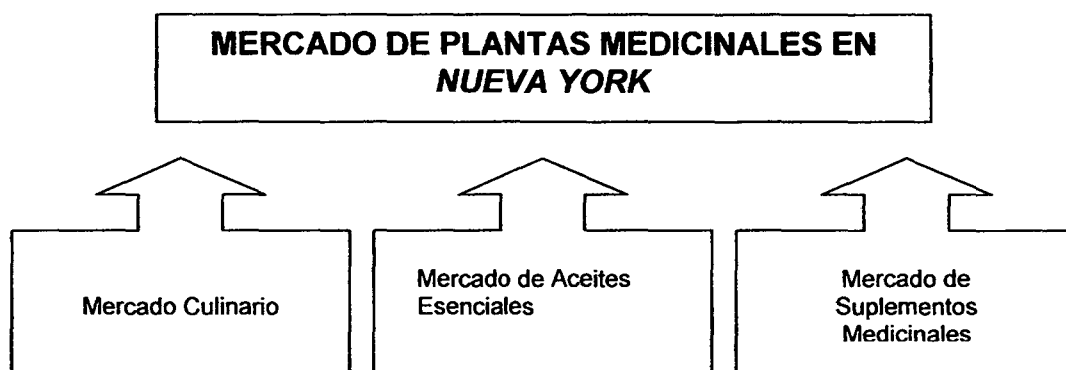 MERCADO DE PLANTAS MEDICINALES EN
NUEVA YORK
Mercado Culinario
Mercado de Aceites
Esenciales
Mercado de
Suplementos
Medicinales